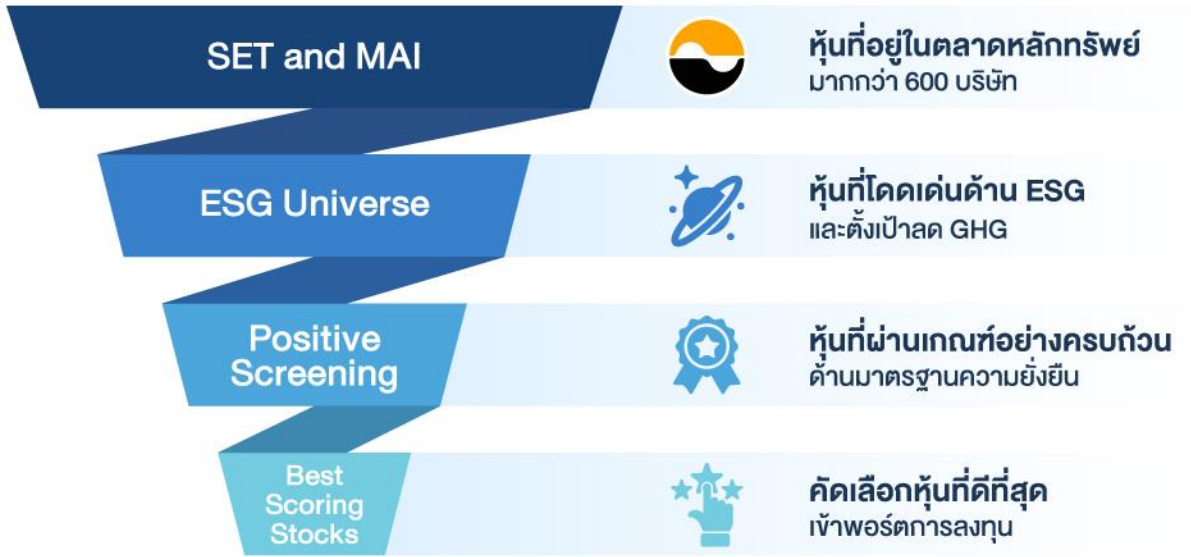 SET and MAI
หุ้นที่อยู่ในตลาดหลักทรัพย์
มากกว่า 600 บริษัท
ESG Universe
หุ้นที่โดดเด่นด้าน ESG
และตั้งเป้าลด GHG
Positive
Screening
หุ้นที่ผ่านเกณฑ์อย่างครบถ้วน
ด้านมาตรฐานความยั่งยืน
Best
Scoring
Stocks
คัดเลือกหุ้นที่ดีที่สุด
เข้าพอร์ตการลงทุน